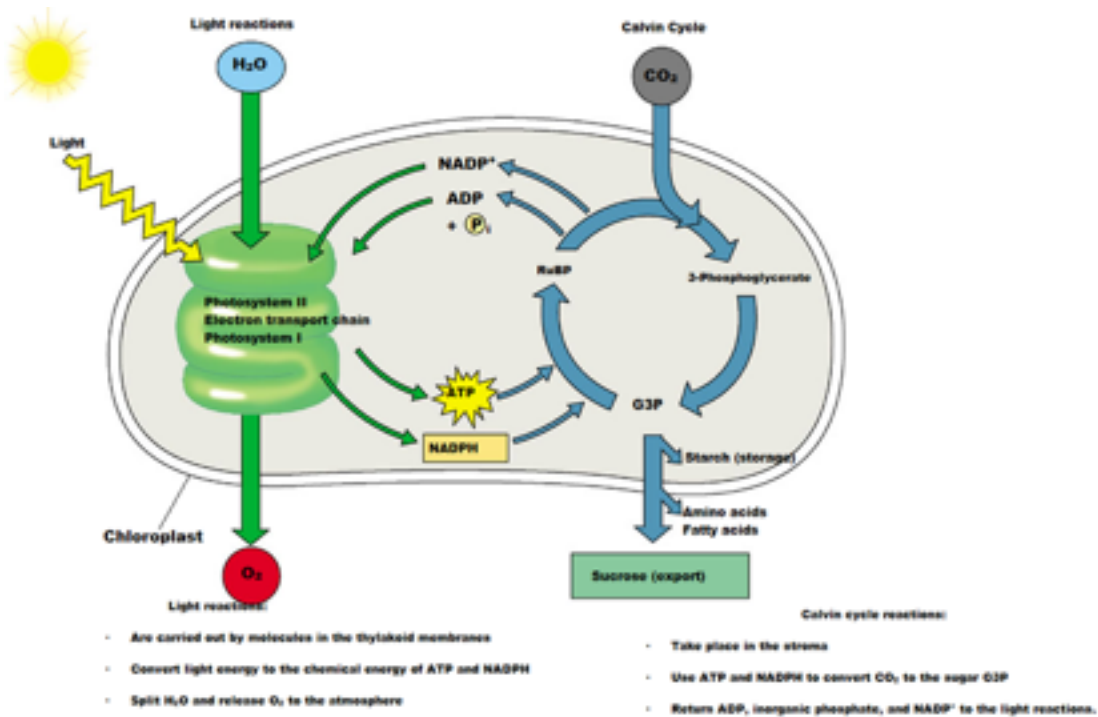 Light reactions
Calvin Cycle
H₂O
CO₂
Light
NADP⁺
ADP
+ Pᵢ
RuBP
3-Phosphoglycerate
Photosystem II
Electron transport chain
Photosystem I
ATP
G3P
NADPH
Starch (storage)
Amino acids
Fatty acids
Chloroplast
O₂
Sucrose (export)
Light reactions:
· Are carried out by molecules in the thylakoid membranes
· Convert light energy to the chemical energy of ATP and NADPH
· Split H₂O and release O₂ to the atmosphere
Calvin cycle reactions:
· Take place in the stroma
· Use ATP and NADPH to convert CO₂ to the sugar G3P
· Return ADP, inorganic phosphate, and NADP⁺ to the light reactions.